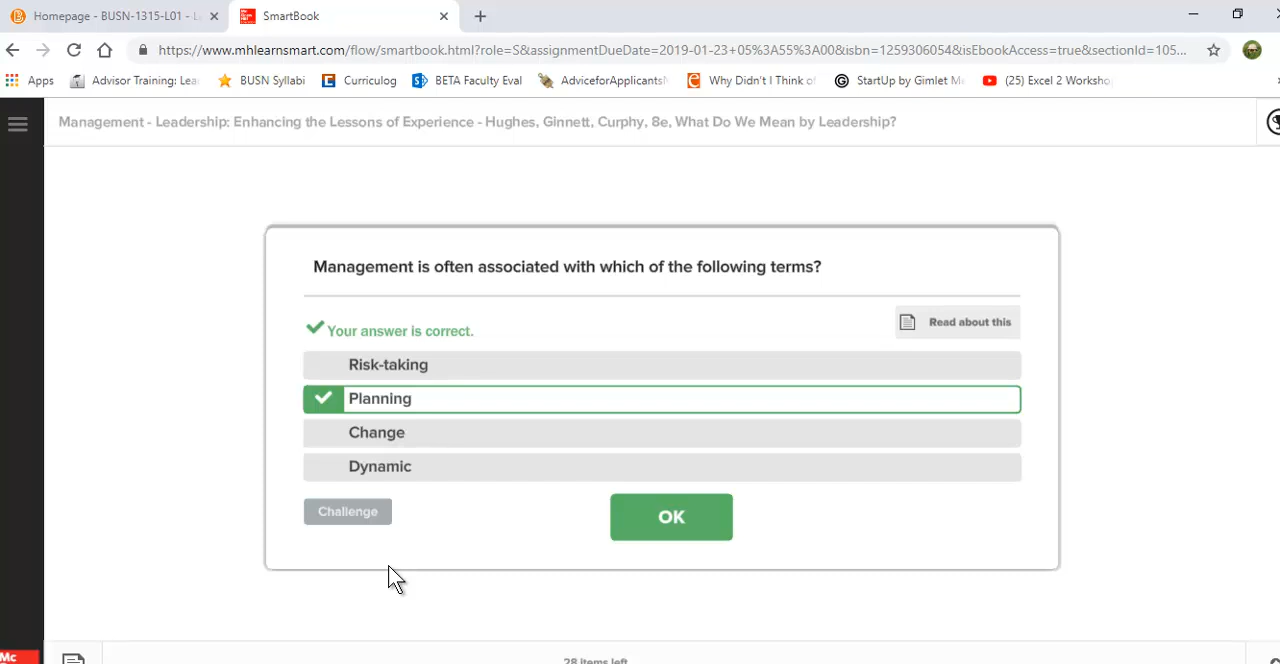 Homepage - BUSN-1315-L01 - L
SmartBook
https://www.mhlearnsmart.com/flow/smartbook.html?role=S&assignmentDueDate=2019-01-23+05%3A55%3A00&isbn=1259306054&isEbookAccess=true&sectionId=105...
Apps Advisor Training: Lea BUSN Syllabi Curriculog BETA Faculty Eval AdviceforApplicants Why Didn't I Think of StartUp by Gimlet Me (25) Excel 2 Worksho
Management - Leadership: Enhancing the Lessons of Experience - Hughes, Ginnett, Curphy, 8e, What Do We Mean by Leadership?
Management is often associated with which of the following terms?
Your answer is correct.
Read about this
Risk-taking
Planning
Change
Dynamic
Challenge
OK
Mc
28 items left